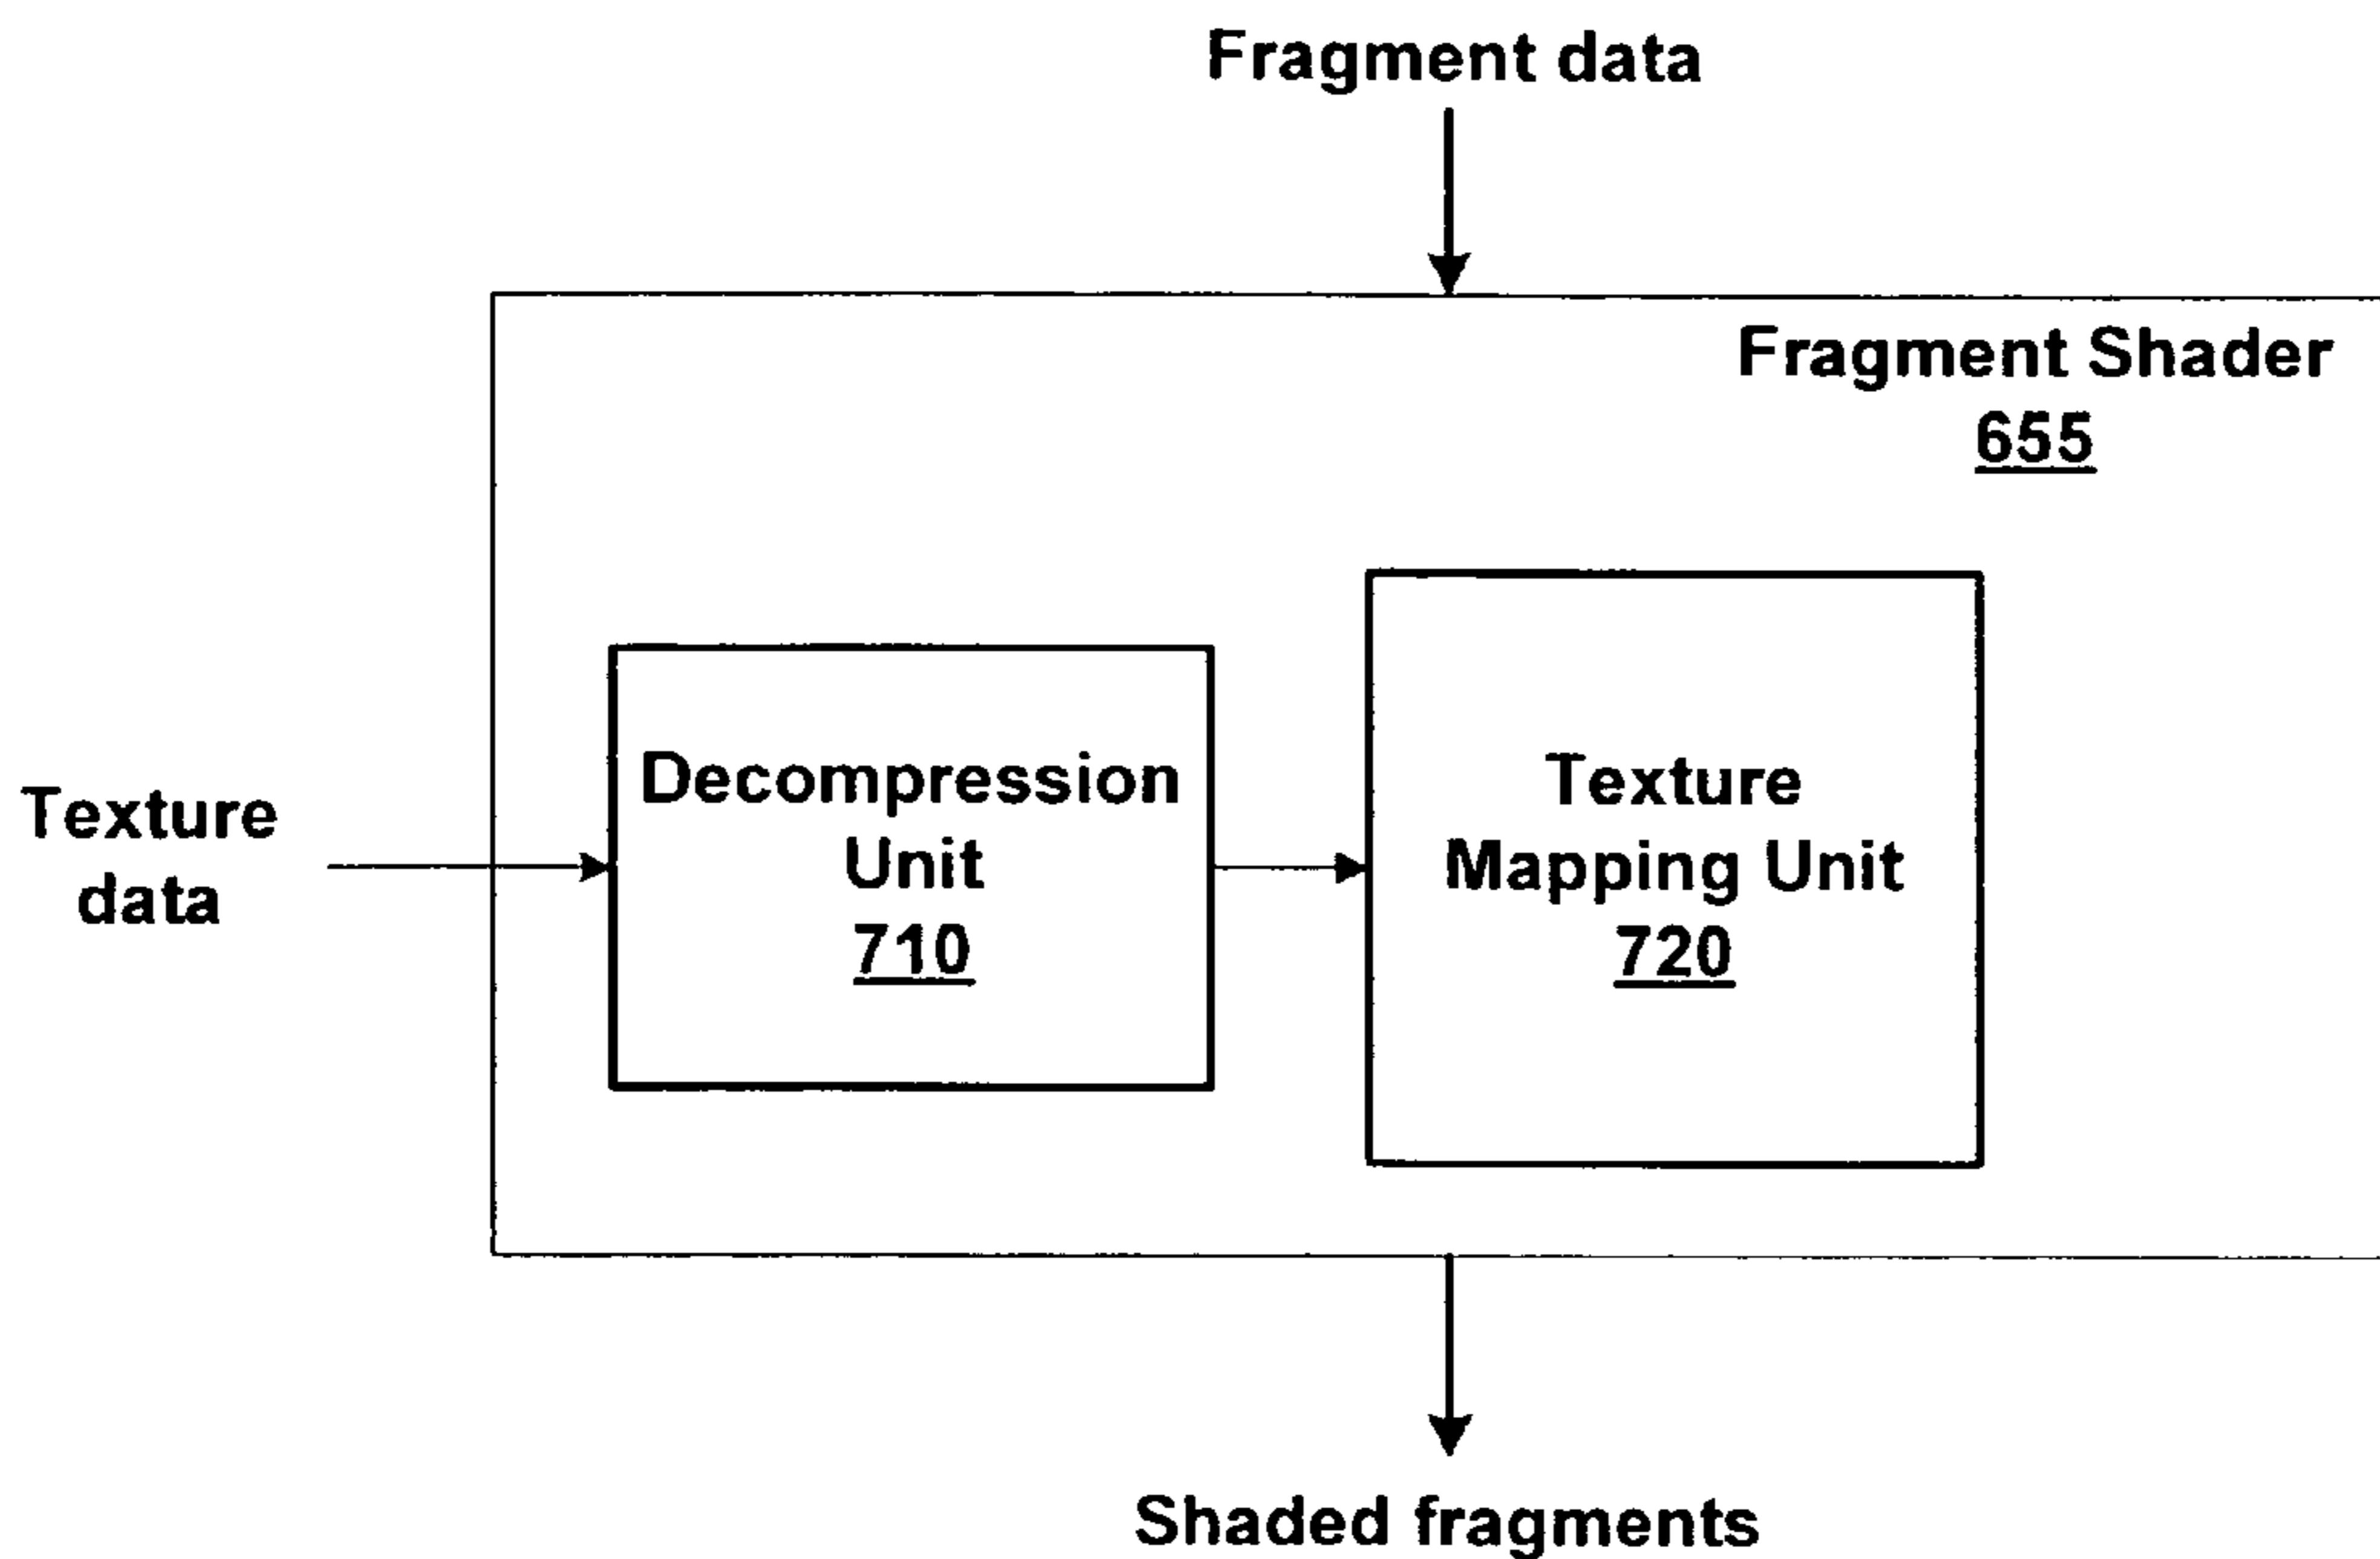 Fragment data
Fragment Shader
655
Texture
data
Decompression
Unit
710
Texture
Mapping Unit
720
Shaded fragments